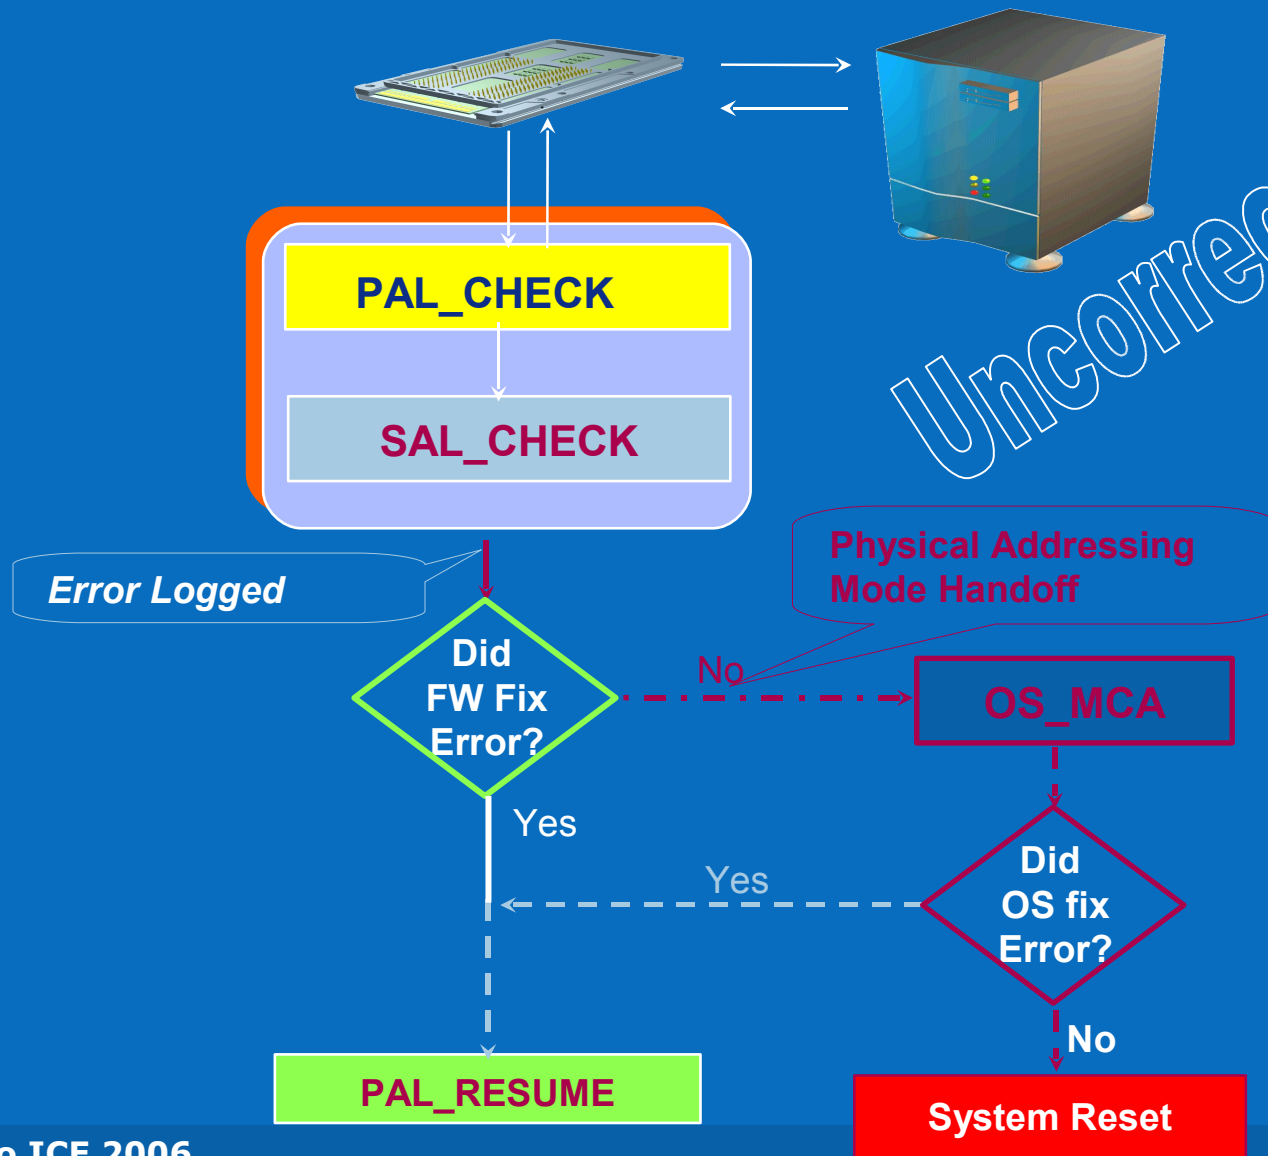 PAL_CHECK
SAL_CHECK
Error Logged
Physical Addressing
Mode Handoff
Did
FW Fix
Error?
No
OS_MCA
Yes
Did
OS fix
Error?
Yes
No
PAL_RESUME
System Reset
ICE 2006